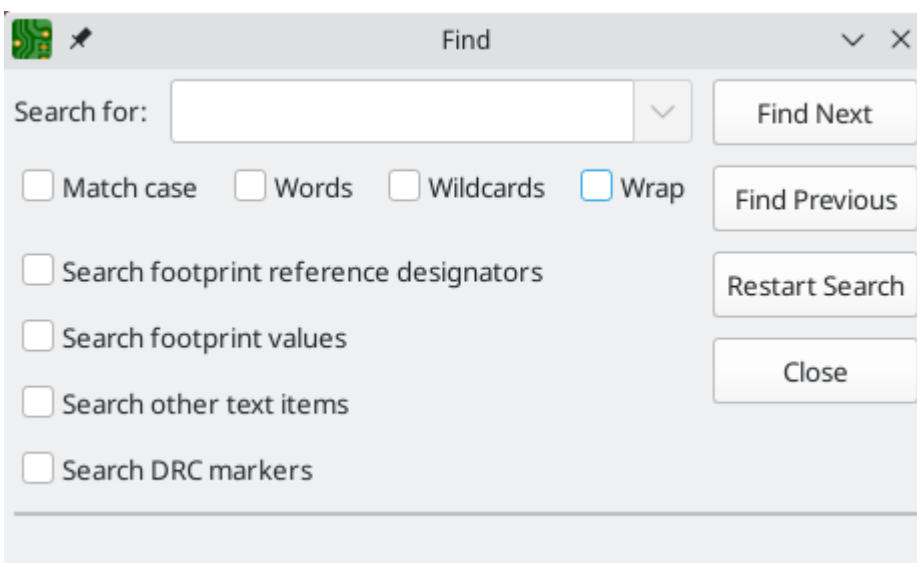 Find
Search for:
Find Next
Match case Words Wildcards Wrap
Find Previous
Search footprint reference designators
Restart Search
Search footprint values
Close
Search other text items
Search DRC markers